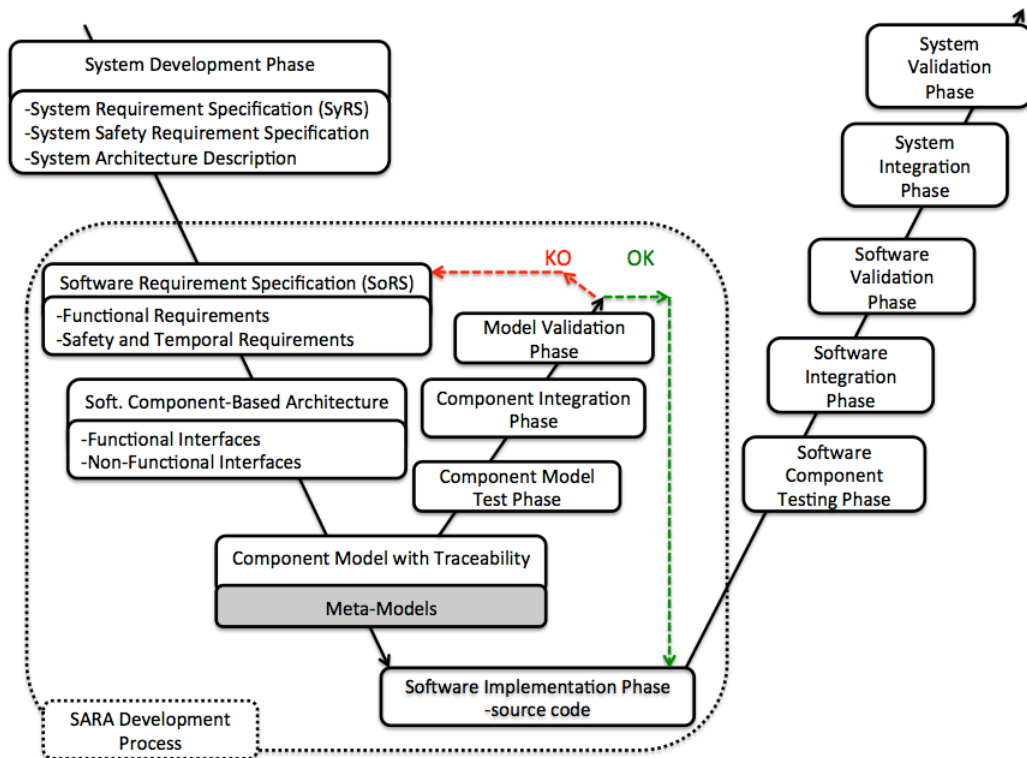 System Development Phase
-System Requirement Specification (SyRS)
-System Safety Requirement Specification
-System Architecture Description
System
Validation
Phase
System
Integration
Phase
Software
Validation
Phase
Software
Integration
Phase
Software
Component
Testing Phase
KO
OK
Software Requirement Specification (SoRS)
-Functional Requirements
-Safety and Temporal Requirements
Model Validation
Phase
Soft. Component-Based Architecture
-Functional Interfaces
-Non-Functional Interfaces
Component Integration
Phase
Component Model
Test Phase
Component Model with Traceability
Meta-Models
Software Implementation Phase
-source code
SARA Development
Process